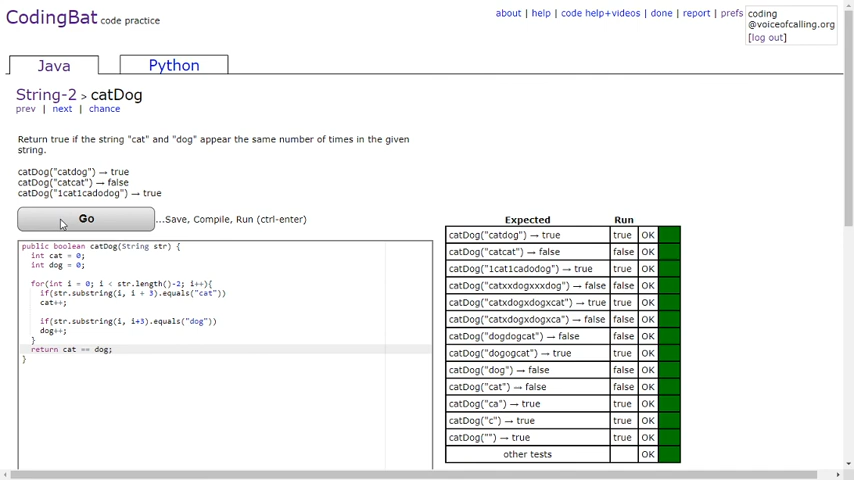 CodingBat code practice
about | help | code help+videos | done | report | prefs
coding
@voiceofcalling.org
[log out]
Java
Python
String-2 > catDog
prev | next | chance
Return true if the string "cat" and "dog" appear the same number of times in the given
string.
catDog("catdog") → true
catDog("catcat") → false
catDog("1cat1cadodog") → true
Go
...Save, Compile, Run (ctrl-enter)
public boolean catDog(String str) {
int cat = 0;
int dog = 0;
for(int i = 0; i < str.length()-2; i++){
if(str.substring(i, i + 3).equals("cat"))
cat++;
if(str.substring(i, i+3).equals("dog"))
dog++;
}
return cat == dog;
}
Expected Run
catDog("catdog") → true true OK
catDog("catcat") → false false OK
catDog("1cat1cadodog") → true true OK
catDog("catxxdogxxxdog") → false false OK
catDog("catxdogxdogxcat") → true true OK
catDog("catxdogxdogxca") → false false OK
catDog("dogdogcat") → false false OK
catDog("dogogcat") → true true OK
catDog("dog") → false false OK
catDog("cat") → false false OK
catDog("ca") → true true OK
catDog("c") → true true OK
catDog("") → true true OK
other tests OK